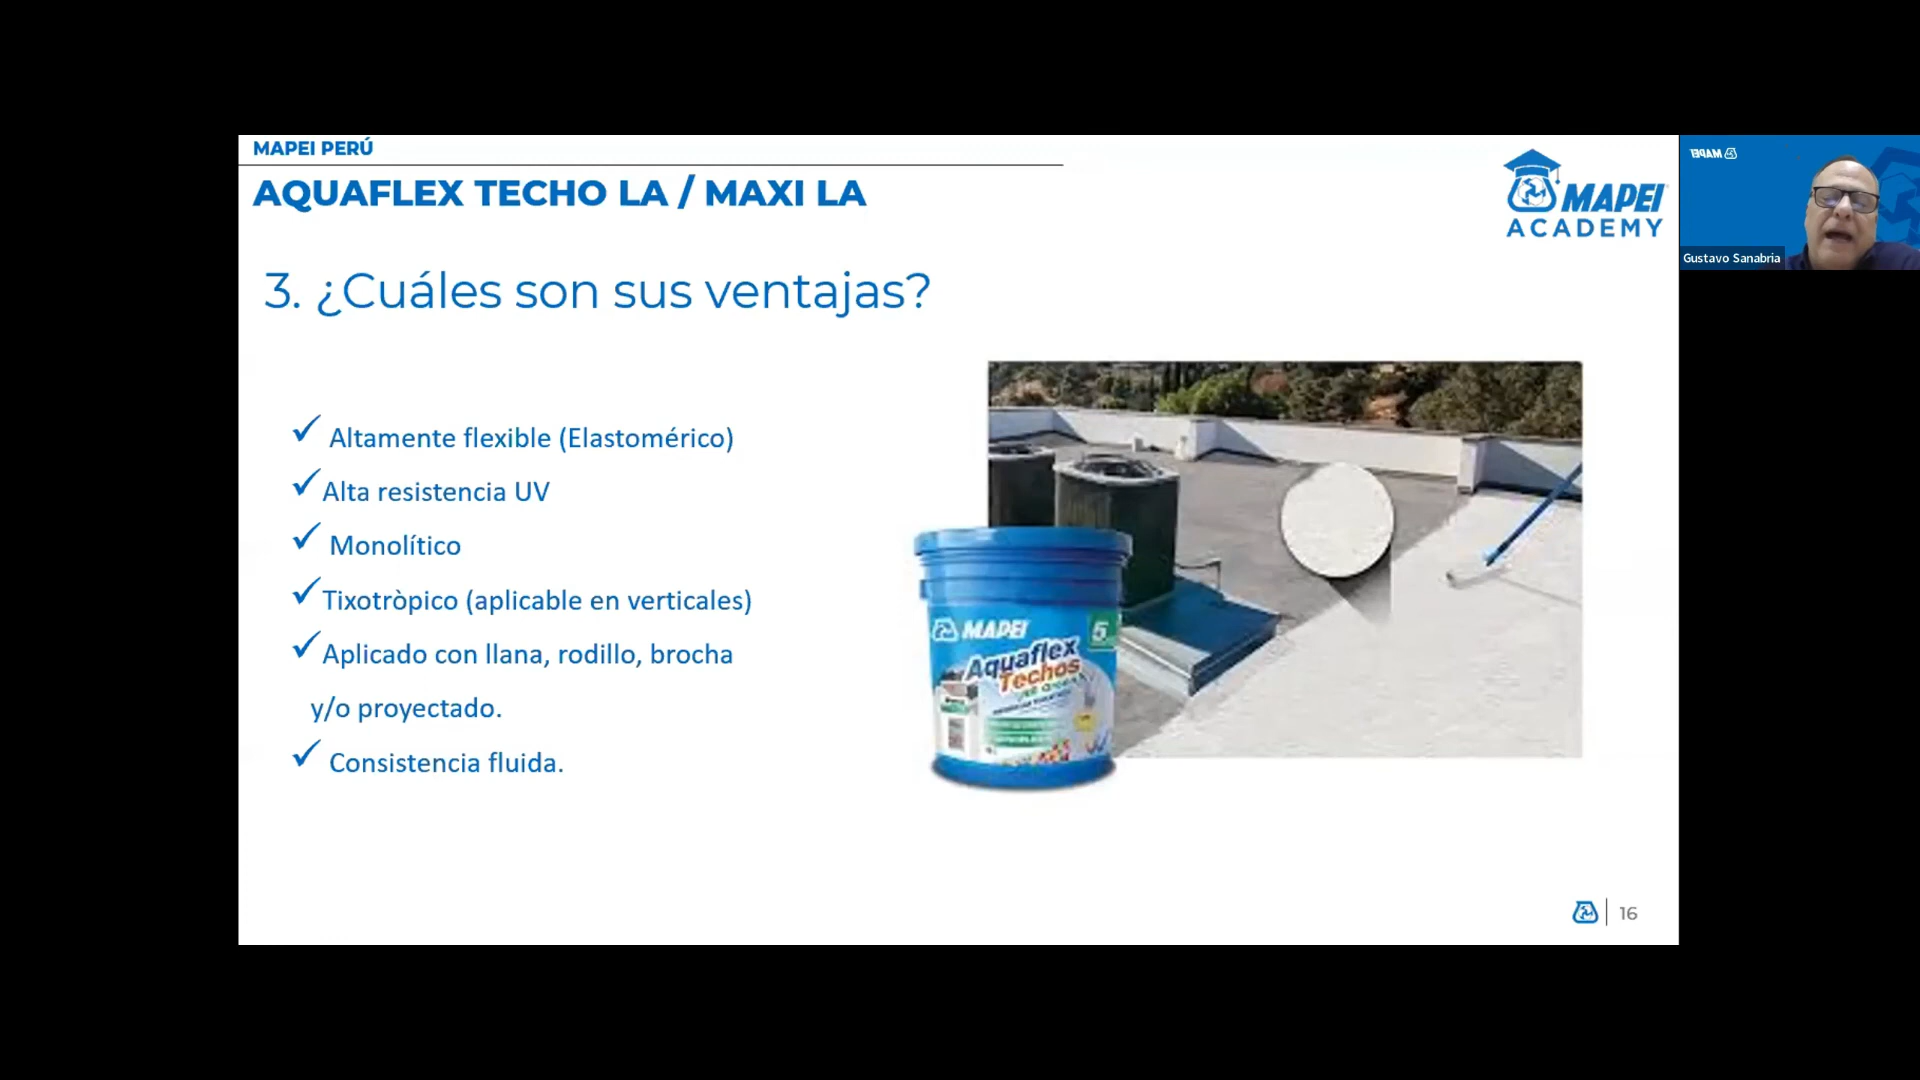 MAPEI PERÚ
AQUAFLEX TECHO LA / MAXI LA
MAPEI
ACADEMY
MAPEI
Gustavo Sanabria
3. ¿Cuáles son sus ventajas?
Altamente flexible (Elastomérico)
Alta resistencia UV
Monolítico
Tixotròpico (aplicable en verticales)
Aplicado con llana, rodillo, brocha
y/o proyectado.
Consistencia fluida.
MAPEI
5
Aquaflex
Techos
16